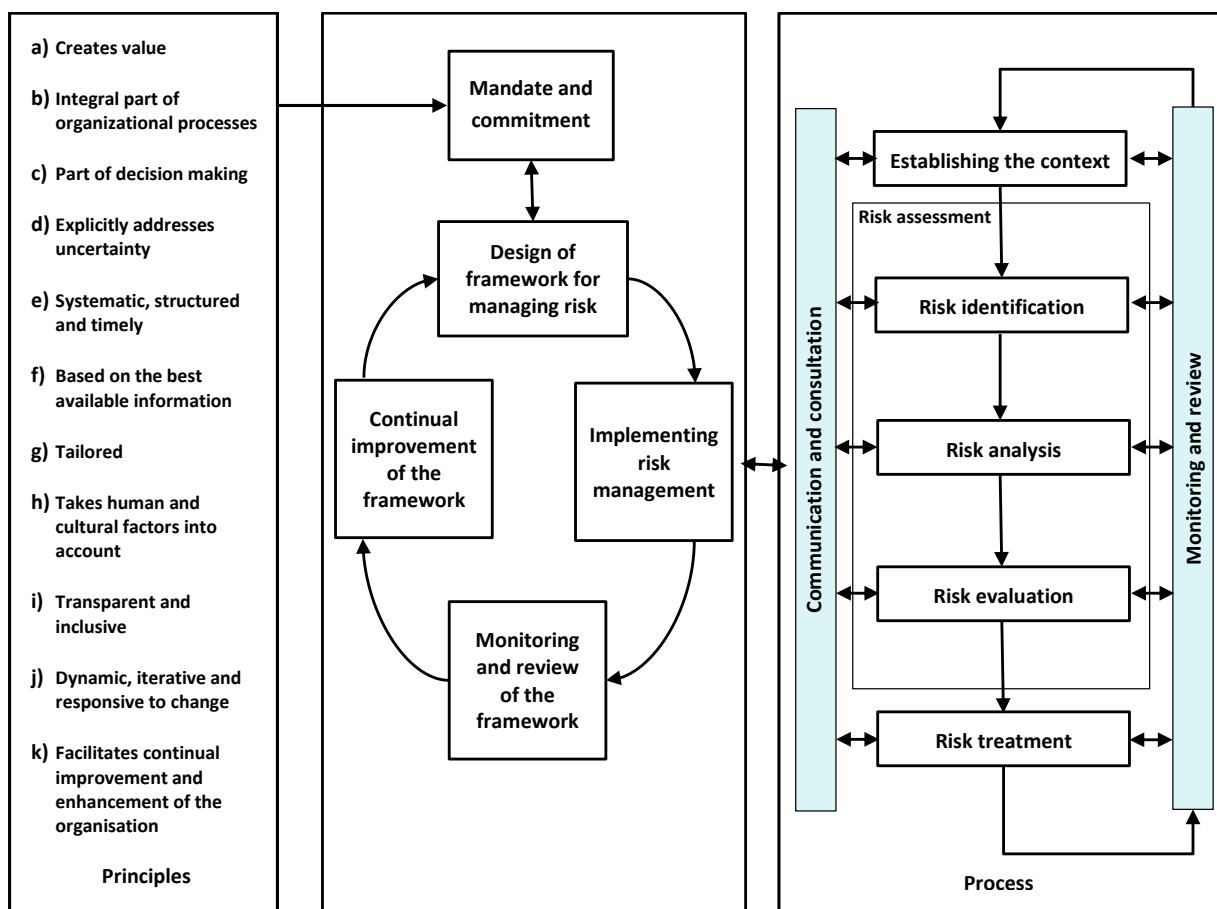 a) Creates value
b) Integral part of
organizational processes
c) Part of decision making
d) Explicitly addresses
uncertainty
e) Systematic, structured
and timely
f) Based on the best
available information
g) Tailored
h) Takes human and
cultural factors into
account
i) Transparent and
inclusive
j) Dynamic, iterative and
responsive to change
k) Facilitates continual
improvement and
enhancement of the
organisation
Principles
Mandate and
commitment
Design of
framework for
managing risk
Continual
improvement
of the
framework
Implementing
risk
management
Monitoring
and review
of the
framework
Communication and consultation
Establishing the context
Risk assessment
Risk identification
Risk analysis
Risk evaluation
Risk treatment
Monitoring and review
Process